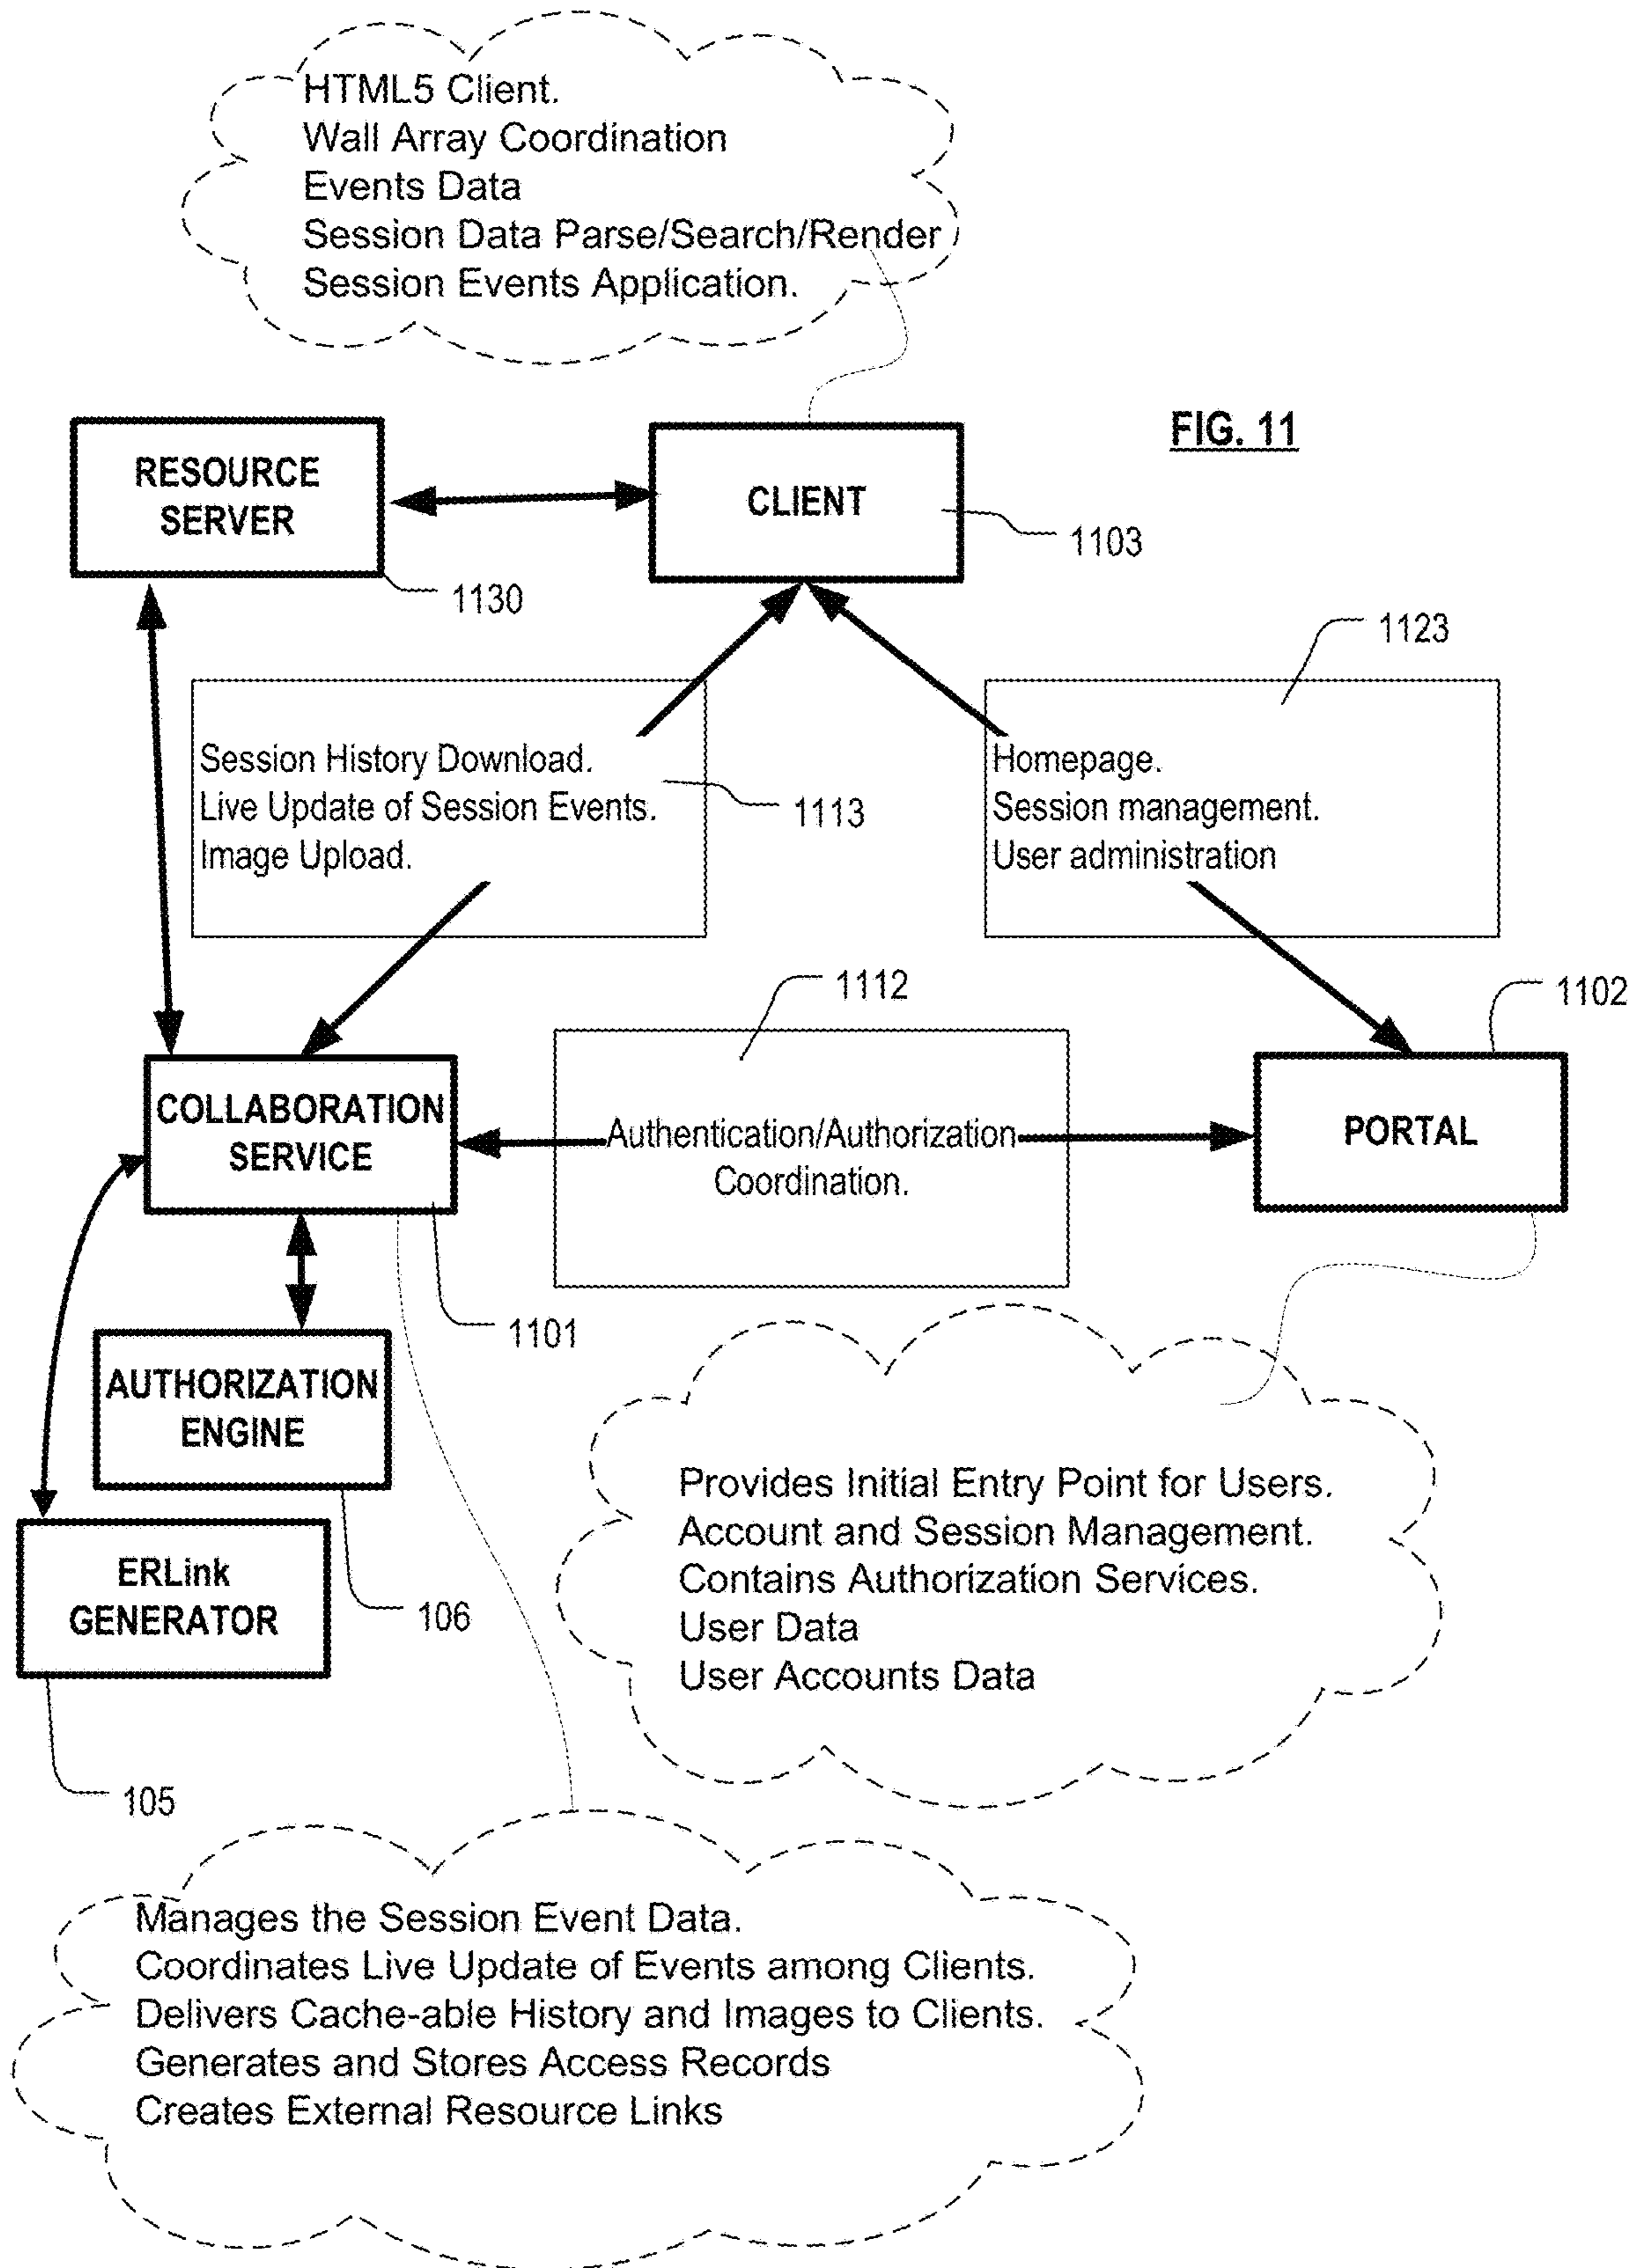 HTML5 Client.
Wall Array Coordination
Events Data
Session Data Parse/Search/Render
Session Events Application.
FIG. 11
RESOURCE
SERVER
CLIENT
1103
1130
1123
Session History Download.
Live Update of Session Events.
Image Upload.
1113
Homepage.
Session management.
User administration
1112
1102
COLLABORATION
SERVICE
Authentication/Authorization
Coordination.
PORTAL
1101
AUTHORIZATION
ENGINE
106
ERLink
GENERATOR
105
Provides Initial Entry Point for Users.
Account and Session Management.
Contains Authorization Services.
User Data
User Accounts Data
Manages the Session Event Data.
Coordinates Live Update of Events among Clients.
Delivers Cache-able History and Images to Clients.
Generates and Stores Access Records
Creates External Resource Links